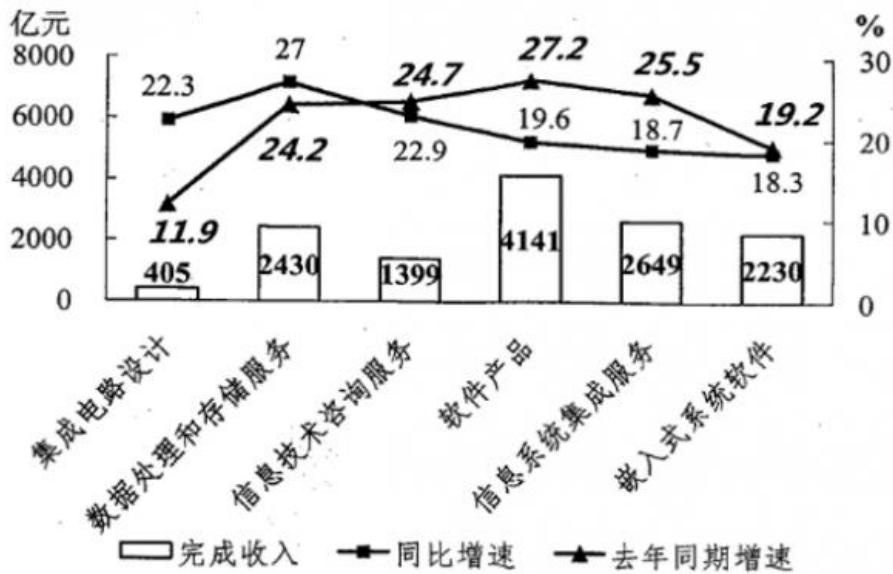 亿元 %
8000 6000 4000 2000 0
30 20 10 0
22.3 27 22.9 19.6 18.7 18.3
11.9 24.2 24.7 27.2 25.5 19.2
405 2430 1399 4141 2649 2230
集成电路设计
数据处理和存储服务
信息技术咨询服务
软件产品
信息系统集成服务
嵌入式系统软件
完成收入 同比增速 去年同期增速